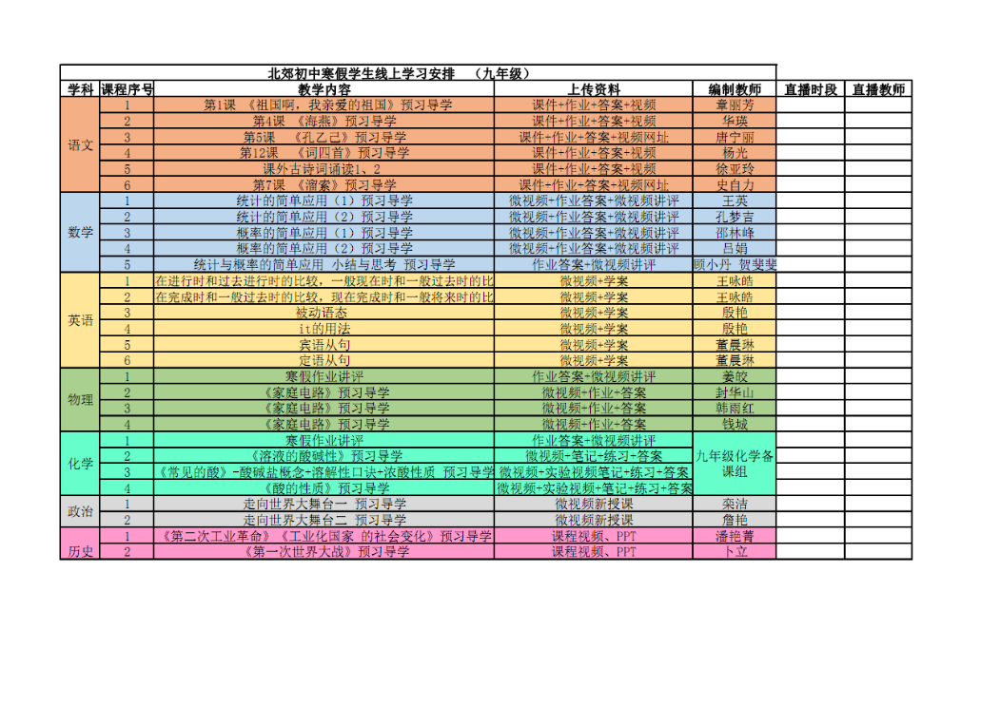 北郊初中寒假学生线上学习安排 （九年级）
学科 课程序号 教学内容 上传资料 编制教师 直播时段 直播教师
语文
1 第1课 《祖国啊，我亲爱的祖国》预习导学 课件+作业+答案+视频 章丽芳
2 第4课 《海燕》预习导学 课件+作业+答案+视频 华瑛
3 第5课 《孔乙己》预习导学 课件+作业+答案+视频网址 唐宁丽
4 第12课 《词四首》预习导学 课件+作业+答案+视频 杨光
5 课外古诗词诵读1、2 课件+作业+答案+视频 徐亚玲
6 第7课 《溜索》预习导学 课件+作业+答案+视频网址 史自力
数学
1 统计的简单应用（1）预习导学 微视频+作业答案+微视频讲评 王英
2 统计的简单应用（2）预习导学 微视频+作业答案+微视频讲评 孔梦吉
3 概率的简单应用（1）预习导学 微视频+作业答案+微视频讲评 邵林峰
4 概率的简单应用（2）预习导学 微视频+作业答案+微视频讲评 吕娟
5 统计与概率的简单应用 小结与思考 预习导学 作业答案+微视频讲评 顾小丹 贺斐斐
英语
1 在进行时和过去进行时的比较，一般现在时和一般过去时的比 微视频+学案 王咏皓
2 在完成时和一般过去时的比较，现在完成时和一般将来时的比 微视频+学案 王咏皓
3 被动语态 微视频+学案 殷艳
4 it的用法 微视频+学案 殷艳
5 宾语从句 微视频+学案 董晨琳
6 定语从句 微视频+学案 董晨琳
物理
1 寒假作业讲评 作业答案+微视频讲评 姜皎
2 《家庭电路》预习导学 微视频+作业+答案 封华山
3 《家庭电路》预习导学 微视频+作业+答案 韩雨红
4 《家庭电路》预习导学 微视频+作业+答案 钱城
化学
1 寒假作业讲评 作业答案+微视频讲评
2 《溶液的酸碱性》预习导学 微视频+笔记+练习+答案 九年级化学备
3 《常见的酸》-酸碱盐概念+溶解性口诀+浓酸性质 预习导学 微视频+实验视频笔记+练习+答案 课组
4 《酸的性质》预习导学 微视频+实验视频+笔记+练习+答案
政治
1 走向世界大舞台一 预习导学 微视频新授课 栾洁
2 走向世界大舞台二 预习导学 微视频新授课 詹艳
历史
1 《第二次工业革命》《工业化国家 的社会变化》预习导学 课程视频、PPT 潘艳菁
2 《第一次世界大战》预习导学 课程视频、PPT 卜立